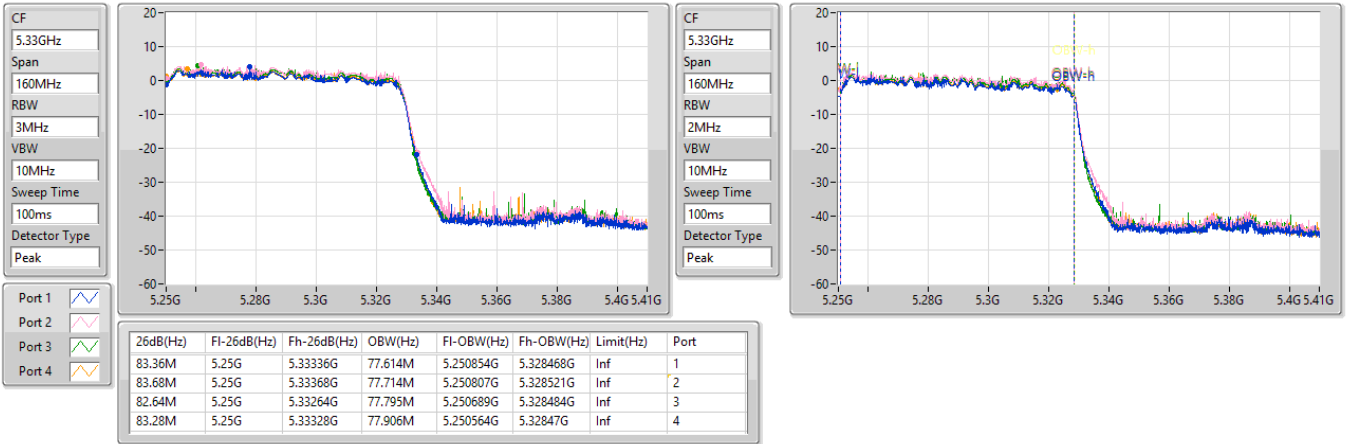 CF
5.33GHz
Span
160MHz
RBW
3MHz
VBW
10MHz
Sweep Time
100ms
Detector Type
Peak
20
10
0
-10
-20
-30
-40
-50
-60
5.25G 5.28G 5.3G 5.32G 5.34G 5.36G 5.38G 5.4G 5.41G
CF
5.33GHz
Span
160MHz
RBW
2MHz
VBW
10MHz
Sweep Time
100ms
Detector Type
Peak
20
10
0
-10
-20
-30
-40
-50
-60
OBW-h
OBW-h
5.25G 5.28G 5.3G 5.32G 5.34G 5.36G 5.38G 5.4G 5.41G
Port 1
Port 2
Port 3
Port 4
26dB(Hz) Fl-26dB(Hz) Fh-26dB(Hz) OBW(Hz) Fl-OBW(Hz) Fh-OBW(Hz) Limit(Hz) Port
83.36M 5.25G 5.33336G 77.614M 5.250854G 5.328468G Inf 1
83.68M 5.25G 5.33368G 77.714M 5.250807G 5.328521G Inf 2
82.64M 5.25G 5.33264G 77.795M 5.250689G 5.328484G Inf 3
83.28M 5.25G 5.33328G 77.906M 5.250564G 5.32847G Inf 4